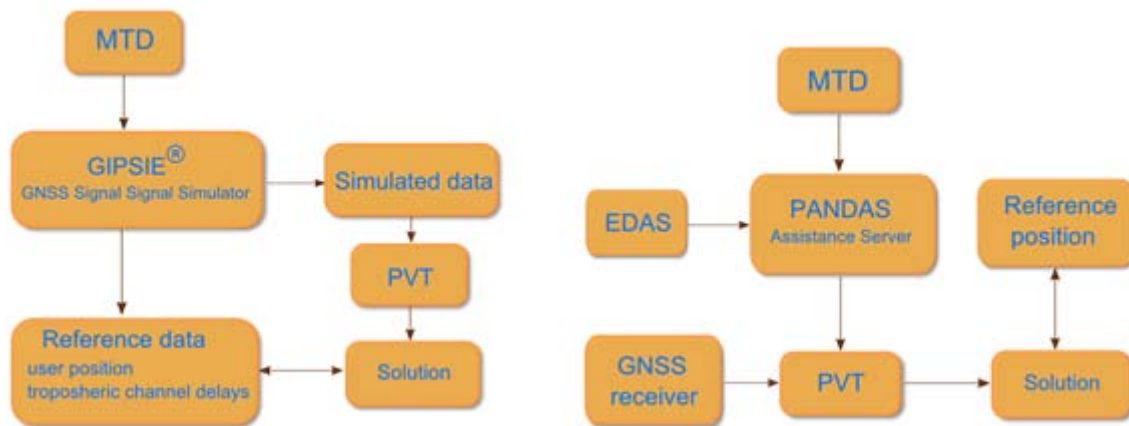 MTD
GIPSIE®
GNSS Signal Signal Simulator
Simulated data
PVT
Reference data
user position
troposheric channel delays
Solution
MTD
EDAS
PANDAS
Assistance Server
Reference
position
GNSS
receiver
PVT
Solution